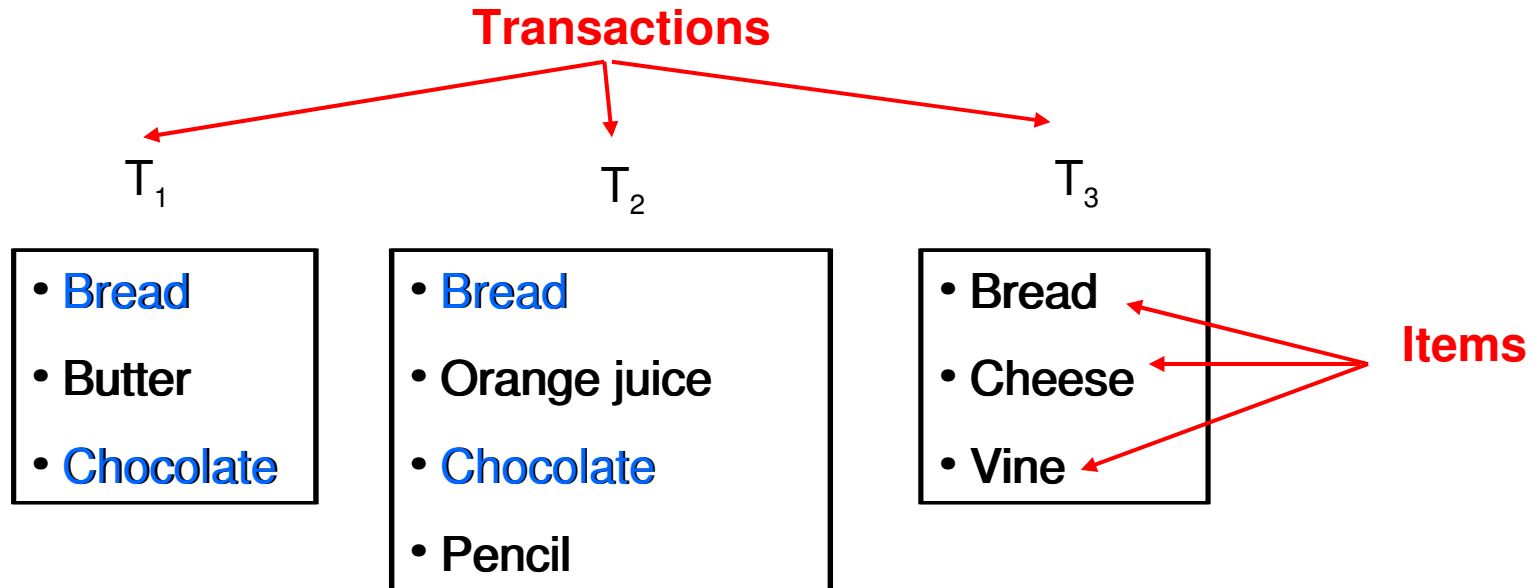 Transactions
T₁
T₂
T₃
• Bread
• Butter
• Chocolate
• Bread
• Orange juice
• Chocolate
• Pencil
• Bread
• Cheese
• Vine
Items